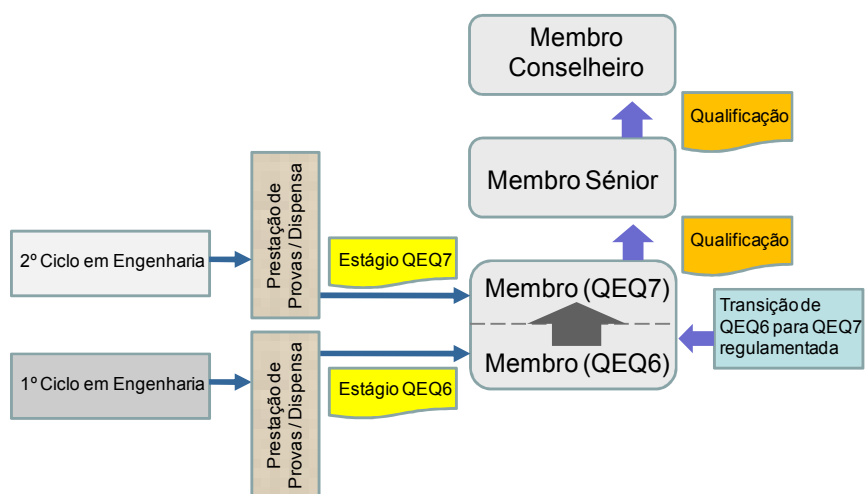 Membro
Conselheiro
Qualificação
Membro Sénior
Prestação de
Provas / Dispensa
2º Ciclo em Engenharia
Estágio QEQ7
Qualificação
Membro (QEQ7)
Transição de
QEQ6 para QEQ7
regulamentada
Membro (QEQ6)
1º Ciclo em Engenharia
Prestação de
Provas / Dispensa
Estágio QEQ6